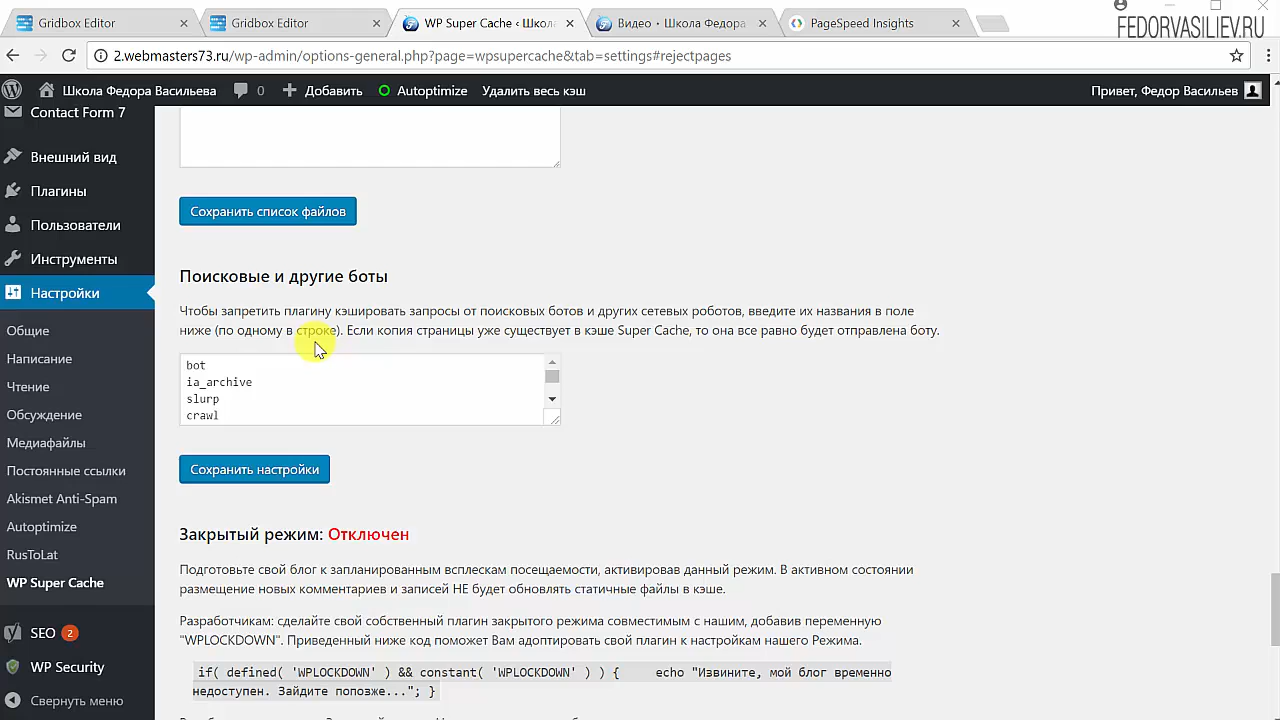 Gridbox Editor
Gridbox Editor
WP Super Cache ‹ Школа
Видео • Школа Федора
PageSpeed Insights
FEDORVASILIEV.RU
2.webmasters73.ru/wp-admin/options-general.php?page=wpsupercache&tab=settings#rejectpages
Школа Федора Васильева 0 Добавить Autoptimize Удалить весь кэш Привет, Федор Васильев
Contact Form 7
Внешний вид
Плагины
Пользователи
Инструменты
Настройки
Общие
Написание
Чтение
Обсуждение
Медиафайлы
Постоянные ссылки
Akismet Anti-Spam
Autoptimize
RusToLat
WP Super Cache
SEO 2
WP Security
Свернуть меню
Сохранить список файлов
Поисковые и другие боты
Чтобы запретить плагину кэшировать запросы от поисковых ботов и других сетевых роботов, введите их названия в поле
ниже (по одному в строке). Если копия страницы уже существует в кэше Super Cache, то она все равно будет отправлена боту.
bot
ia_archive
slurp
crawl
Сохранить настройки
Закрытый режим: Отключен
Подготовьте свой блог к запланированным всплескам посещаемости, активировав данный режим. В активном состоянии
размещение новых комментариев и записей НЕ будет обновлять статичные файлы в кэше.
Разработчикам: сделайте свой собственный плагин закрытого режима совместимым с нашим, добавив переменную
"WPLOCKDOWN". Приведенный ниже код поможет Вам адоптировать свой плагин к настройкам нашего Режима.
if( defined( 'WPLOCKDOWN' ) && constant( 'WPLOCKDOWN' ) ) { echo "Извините, мой блог временно
недоступен. Зайдите попозже..."; }